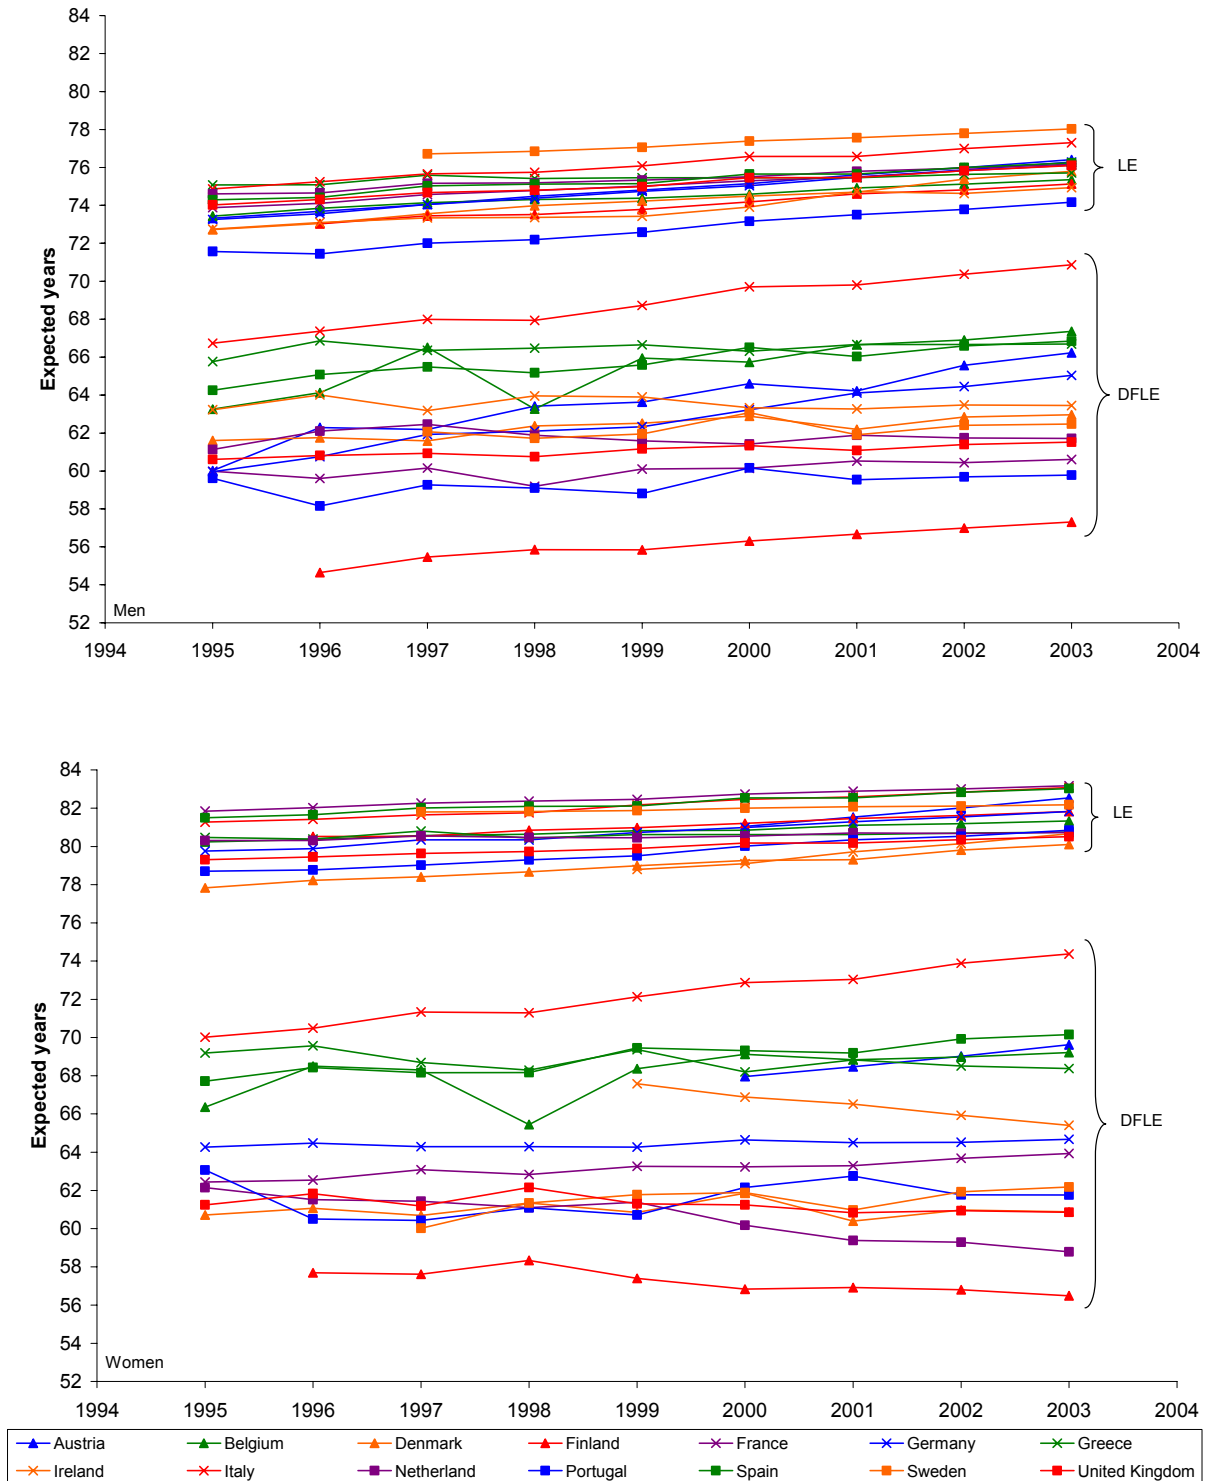 84
82
80
78
76
74
72
70
68
66
64
62
60
58
56
54
52
Expected years
LE
DFLE
Men
1994 1995 1996 1997 1998 1999 2000 2001 2002 2003 2004
84
82
80
78
76
74
72
70
68
66
64
62
60
58
56
54
52
Expected years
LE
DFLE
Women
1994 1995 1996 1997 1998 1999 2000 2001 2002 2003 2004
Austria Belgium Denmark Finland France Germany Greece
Ireland Italy Netherland Portugal Spain Sweden United Kingdom